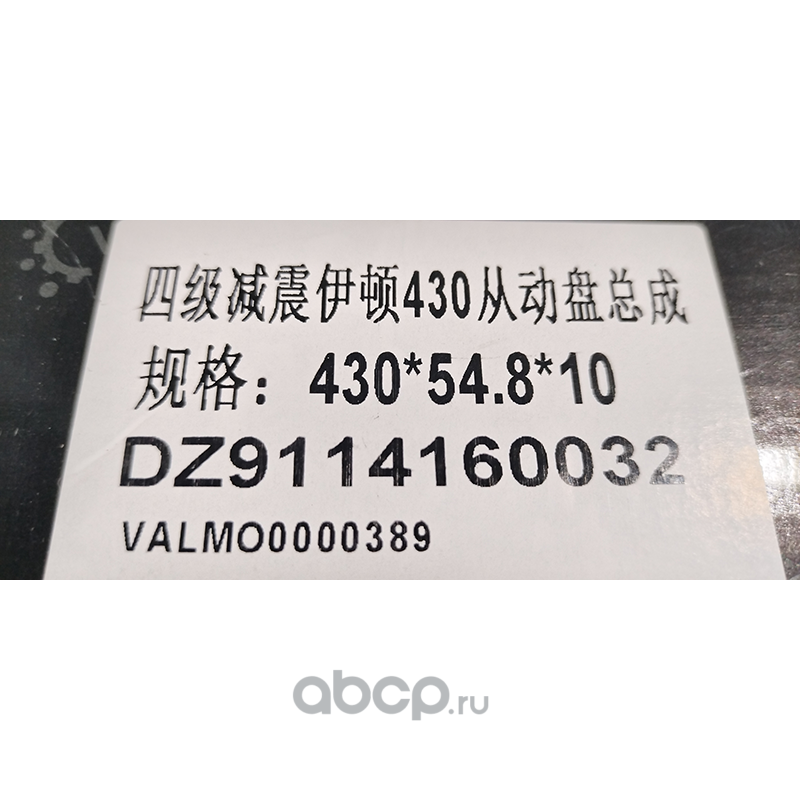 四级减震伊顿430从动盘总成
规格：430*54.8*10
DZ9114160032
VALMO0000389
abcp.ru